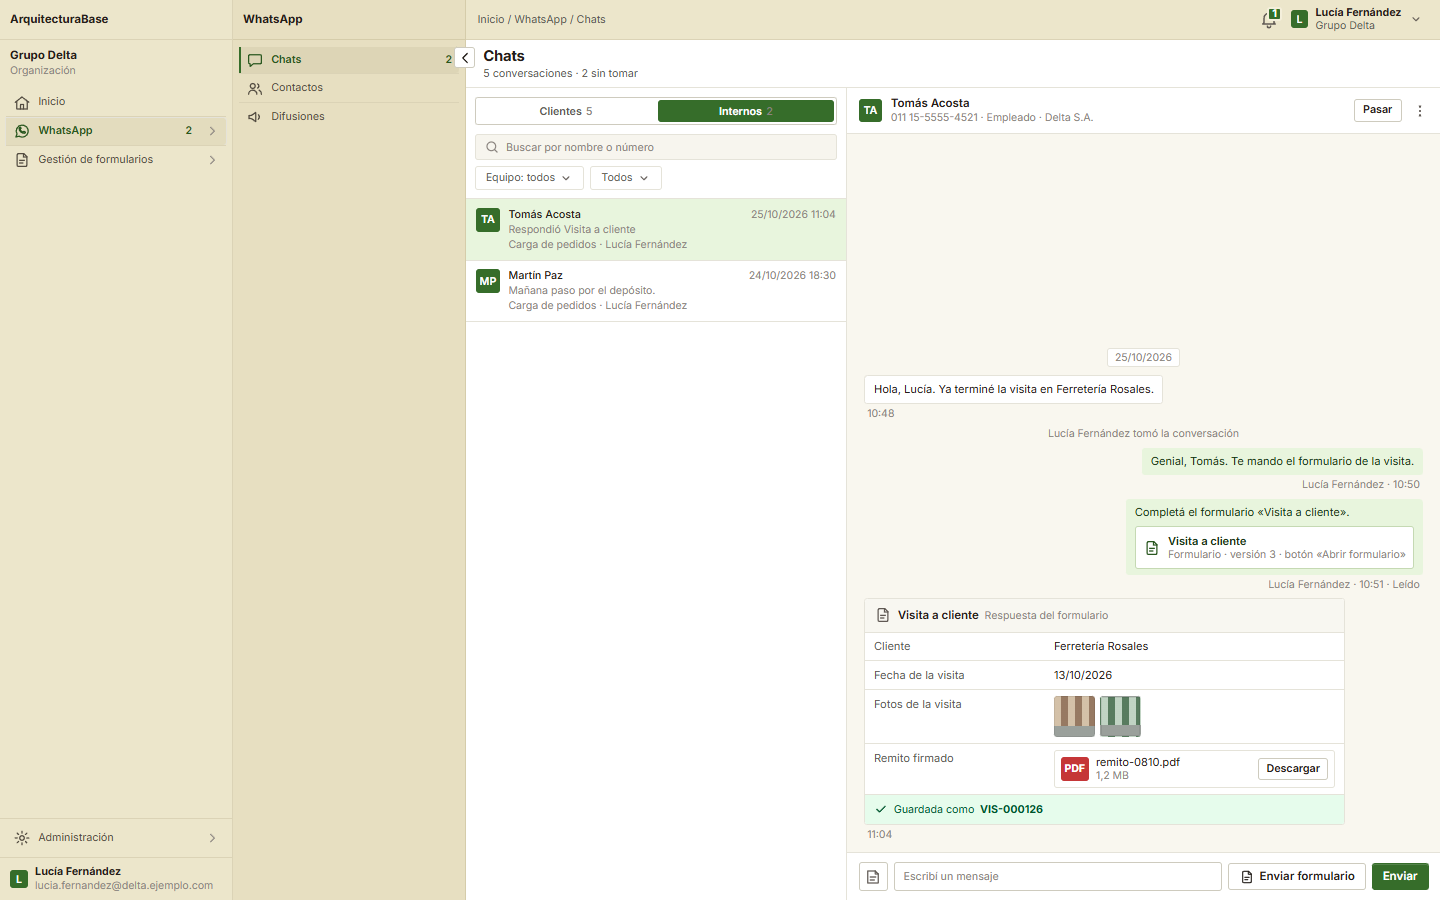 ArquitecturaBase
Grupo Delta
Organización
Inicio
WhatsApp 2
Gestión de formularios
Administración
L
Lucía Fernández
lucia.fernandez@delta.ejemplo.com
WhatsApp
Chats 2
Contactos
Difusiones
Inicio / WhatsApp / Chats
1
L
Lucía Fernández
Grupo Delta
Chats
5 conversaciones · 2 sin tomar
Clientes 5
Internos 2
Buscar por nombre o número
Equipo: todos
Todos
TA
Tomás Acosta 25/10/2026 11:04
Respondió Visita a cliente
Carga de pedidos · Lucía Fernández
MP
Martín Paz 24/10/2026 18:30
Mañana paso por el depósito.
Carga de pedidos · Lucía Fernández
TA
Tomás Acosta
011 15-5555-4521 · Empleado · Delta S.A.
Pasar
25/10/2026
Hola, Lucía. Ya terminé la visita en Ferretería Rosales.
10:48
Lucía Fernández tomó la conversación
Genial, Tomás. Te mando el formulario de la visita.
Lucía Fernández · 10:50
Completá el formulario «Visita a cliente».
Visita a cliente
Formulario · versión 3 · botón «Abrir formulario»
Lucía Fernández · 10:51 · Leído
Visita a cliente Respuesta del formulario
Cliente Ferretería Rosales
Fecha de la visita 13/10/2026
Fotos de la visita
Remito firmado
PDF
remito-0810.pdf
1,2 MB
Descargar
Guardada como VIS-000126
11:04
Escribí un mensaje
Enviar formulario
Enviar